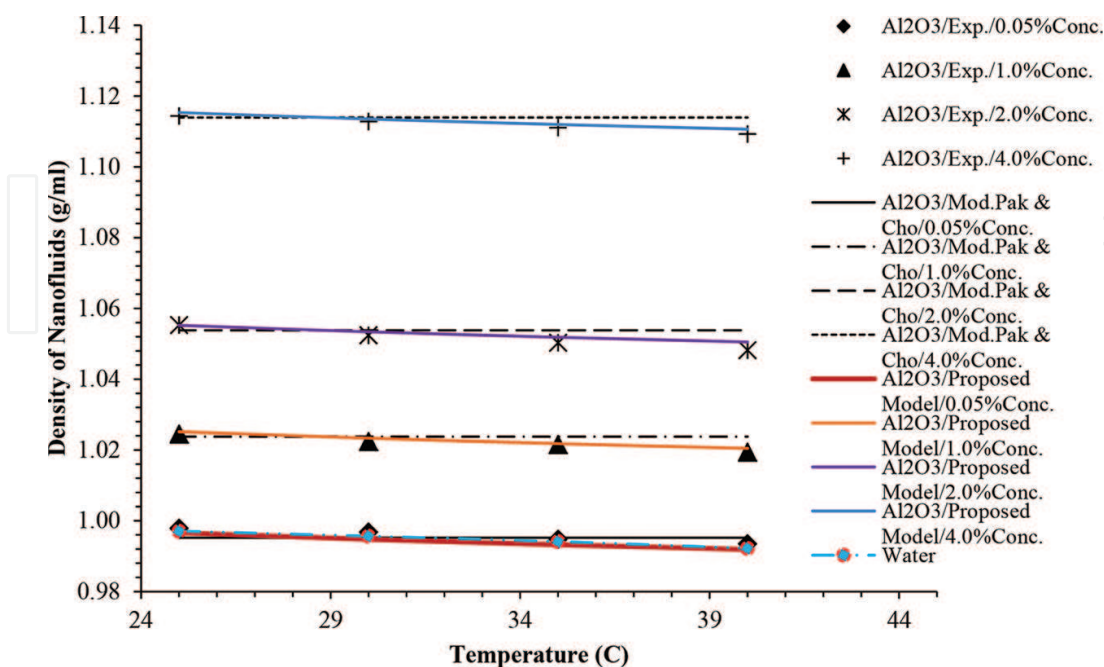 1.14
1.12
1.10
1.08
1.06
1.04
1.02
1.00
0.98
Density of Nanofluids (g/ml)
24
29
34
39
44
Temperature (C)
Al2O3/Exp./0.05%Conc.
Al2O3/Exp./1.0%Conc.
Al2O3/Exp./2.0%Conc.
Al2O3/Exp./4.0%Conc.
Al2O3/Mod.Pak &
Cho/0.05%Conc.
Al2O3/Mod.Pak &
Cho/1.0%Conc.
Al2O3/Mod.Pak &
Cho/2.0%Conc.
Al2O3/Mod.Pak &
Cho/4.0%Conc.
Al2O3/Proposed
Model/0.05%Conc.
Al2O3/Proposed
Model/1.0%Conc.
Al2O3/Proposed
Model/2.0%Conc.
Al2O3/Proposed
Model/4.0%Conc.
Water